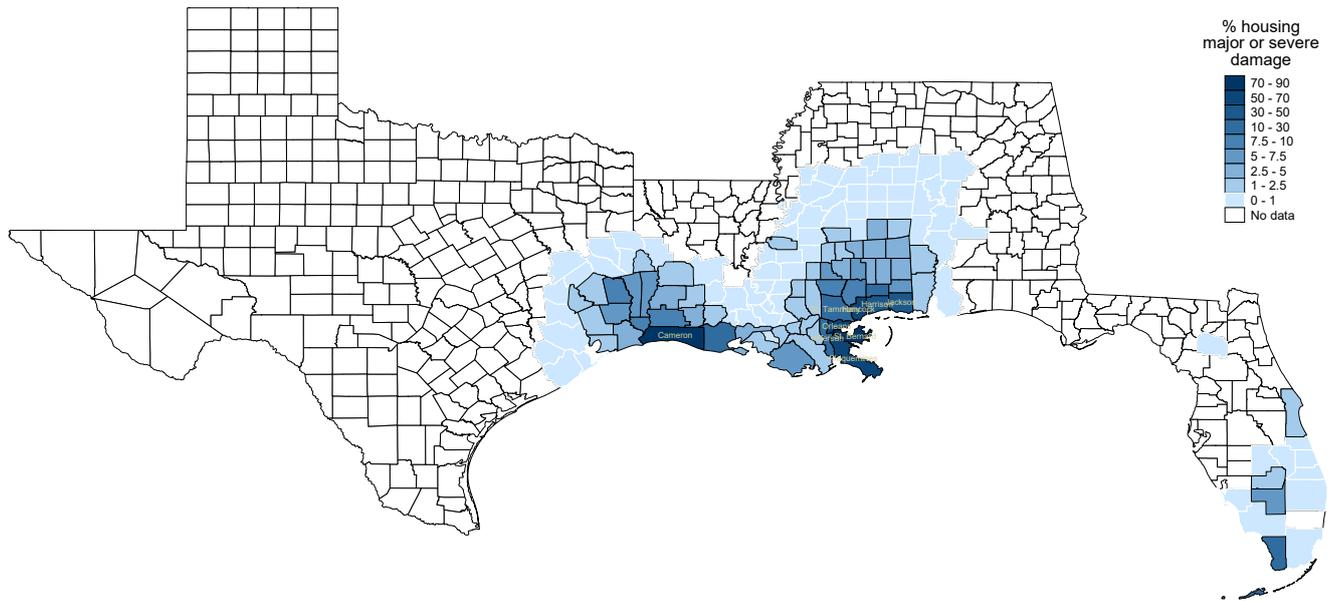 % housing
major or severe
damage
70 - 90
50 - 70
30 - 50
10 - 30
7.5 - 10
5 - 7.5
2.5 - 5
1 - 2.5
0 - 1
No data
Harrison Jackson
Cameron